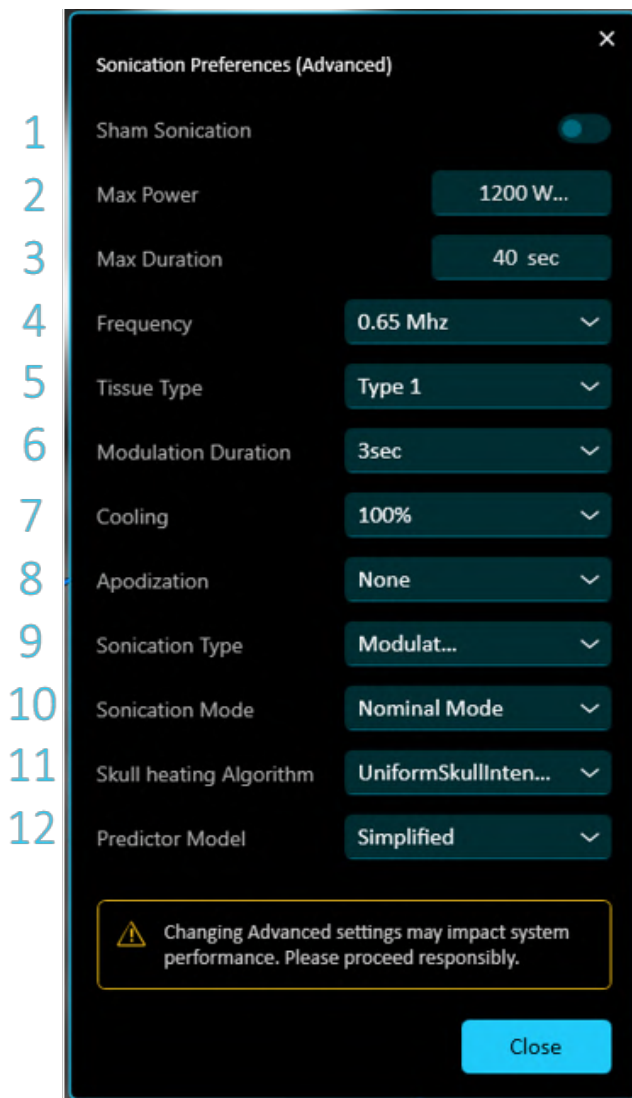 Sonication Preferences (Advanced)
1 Sham Sonication
2 Max Power 1200 W...
3 Max Duration 40 sec
4 Frequency 0.65 Mhz
5 Tissue Type Type 1
6 Modulation Duration 3sec
7 Cooling 100%
8 Apodization None
9 Sonication Type Modulat...
10 Sonication Mode Nominal Mode
11 Skull heating Algorithm UniformSkullInten...
12 Predictor Model Simplified
Changing Advanced settings may impact system
performance. Please proceed responsibly.
Close